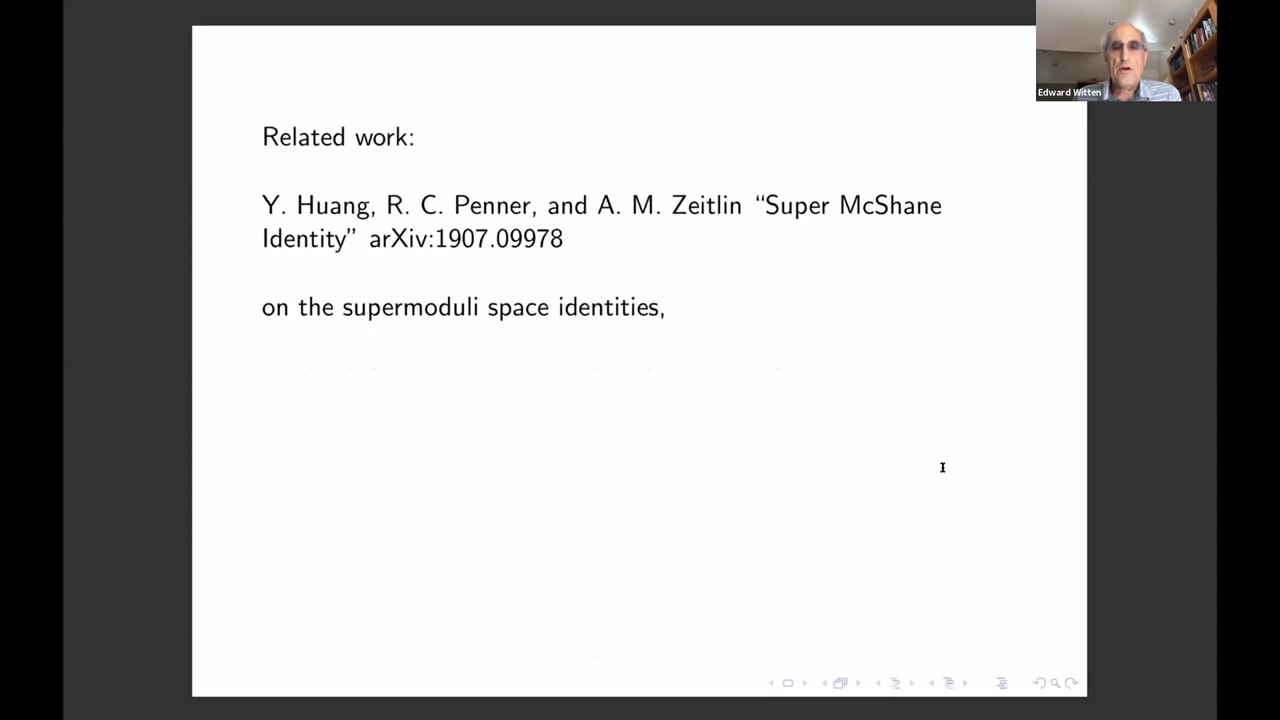 Edward Witten
Related work:
Y. Huang, R. C. Penner, and A. M. Zeitlin “Super McShane
Identity” arXiv:1907.09978
on the supermoduli space identities,